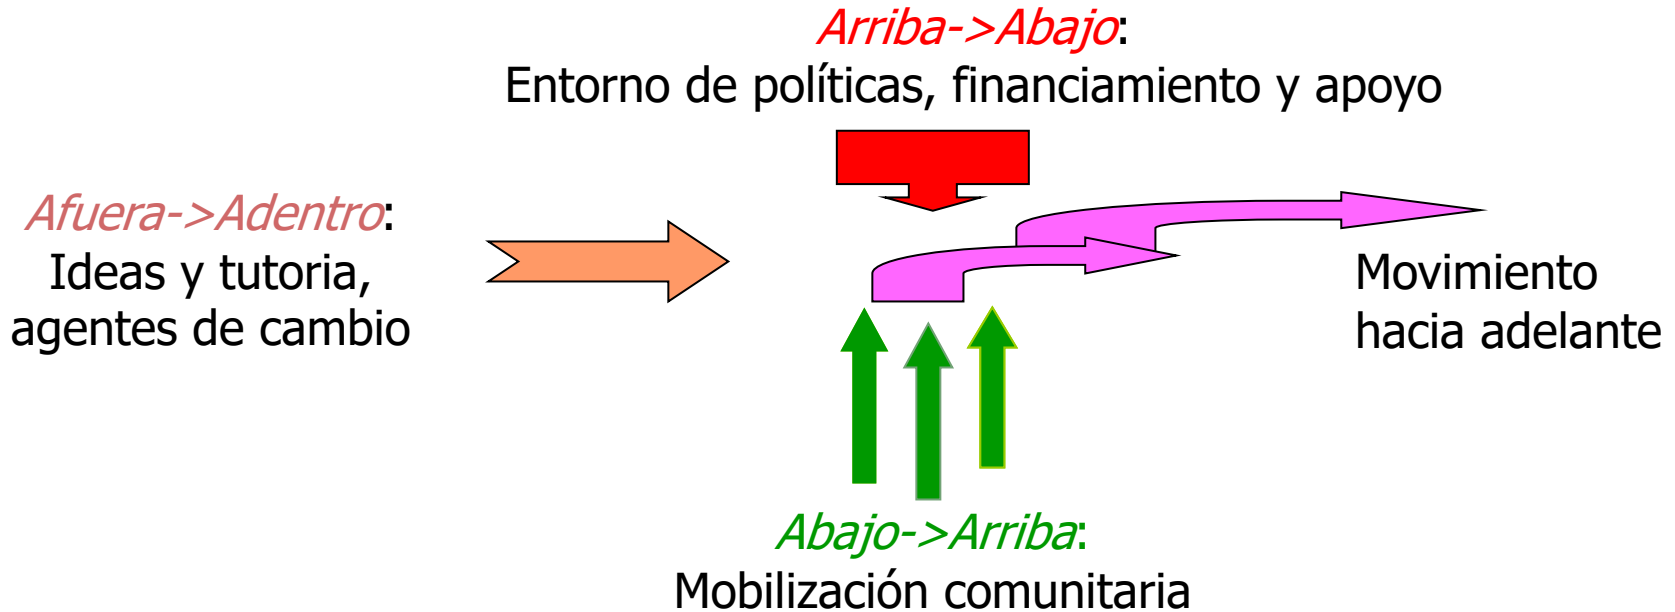 Arriba->Abajo:
Entorno de políticas, financiamiento y apoyo
Afuera->Adentro:
Ideas y tutoria,
agentes de cambio
Movimiento
hacia adelante
Abajo->Arriba:
Mobilización comunitaria